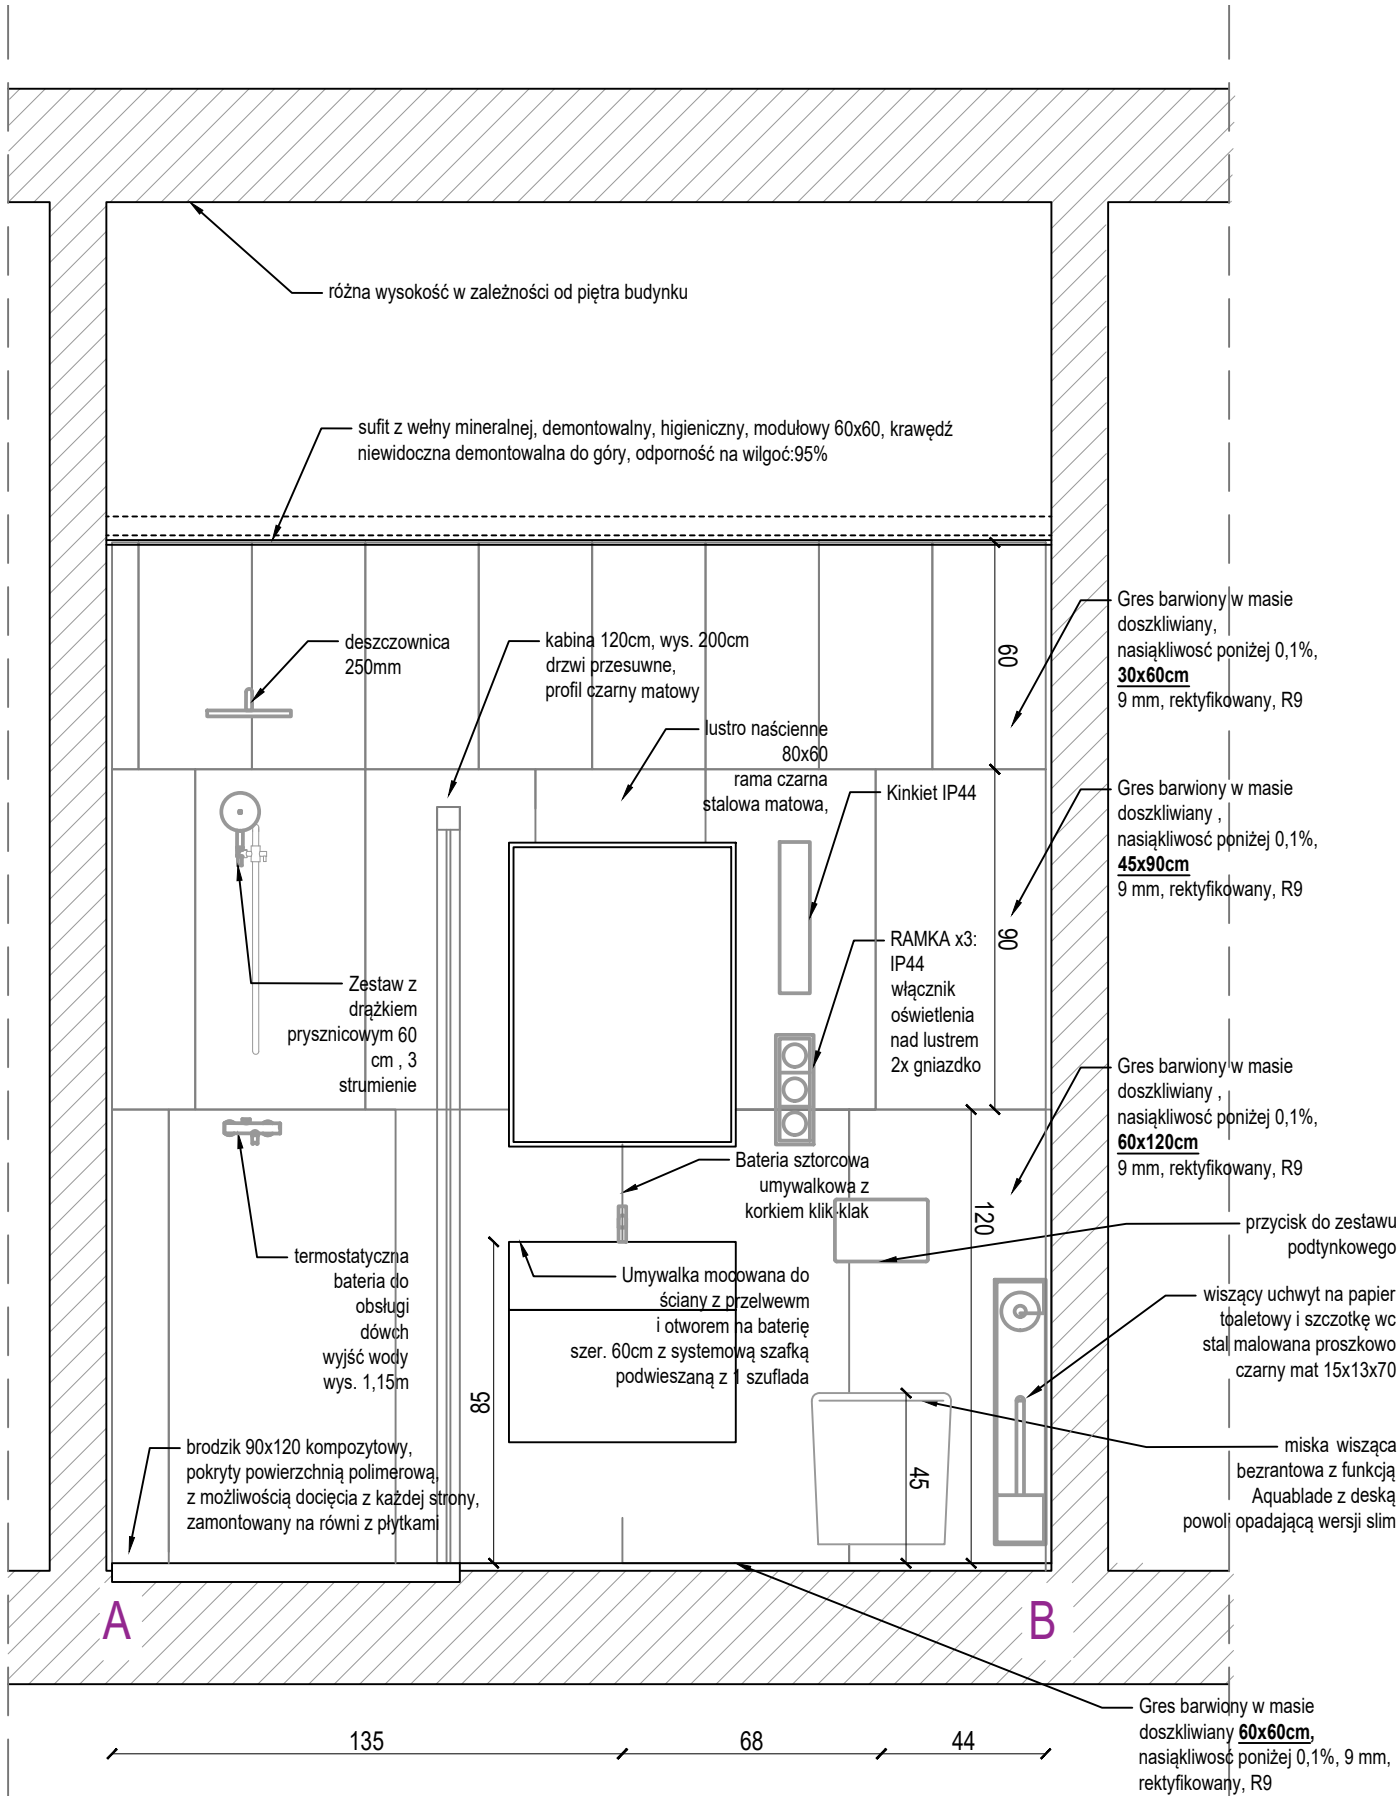 różna wysokość w zależności od piętra budynku
sufit z wełny mineralnej, demontowalny, higieniczny, modułowy 60x60, krawędź
niewidoczna demontowalna do góry, odporność na wilgoć:95%
deszczownica
250mm
kabina 120cm, wys. 200cm
drzwi przesuwne,
profil czarny matowy
60
Gres barwiony w masie
doszkliwiany,
nasiąkliwosć poniżej 0,1%,
30x60cm
9 mm, rektyfikowany, R9
lustro naścienne
80x60
rama czarna
stalowa matowa,
Kinkiet IP44
Gres barwiony w masie
doszkliwiany ,
nasiąkliwosć poniżej 0,1%,
45x90cm
9 mm, rektyfikowany, R9
90
RAMKA x3:
IP44
włącznik
oświetlenia
nad lustrem
2x gniazdko
Zestaw z
drążkiem
prysznicowym 60
cm , 3
strumienie
Gres barwiony w masie
doszkliwiany ,
nasiąkliwosć poniżej 0,1%,
60x120cm
9 mm, rektyfikowany, R9
Bateria sztorcowa
umywalkowa z
korkiem klik-klak
120
przycisk do zestawu
podtynkowego
termostatyczna
bateria do
obsługi
dówch
wyjść wody
wys. 1,15m
Umywalka mocowana do
ściany z przelwewm
i otworem na baterię
szer. 60cm z systemową szafką
podwieszaną z 1 szuflada
wiszący uchwyt na papier
toaletowy i szczotkę wc
stal malowana proszkowo
czarny mat 15x13x70
85
brodzik 90x120 kompozytowy,
pokryty powierzchnią polimerową,
z możliwością docięcia z każdej strony,
zamontowany na równi z płytkami
45
miska wisząca
bezrantowa z funkcją
Aquablade z deską
powoli opadającą wersji slim
A
B
Gres barwiony w masie
doszkliwiany 60x60cm,
nasiąkliwosć poniżej 0,1%, 9 mm,
rektyfikowany, R9
135
68
44